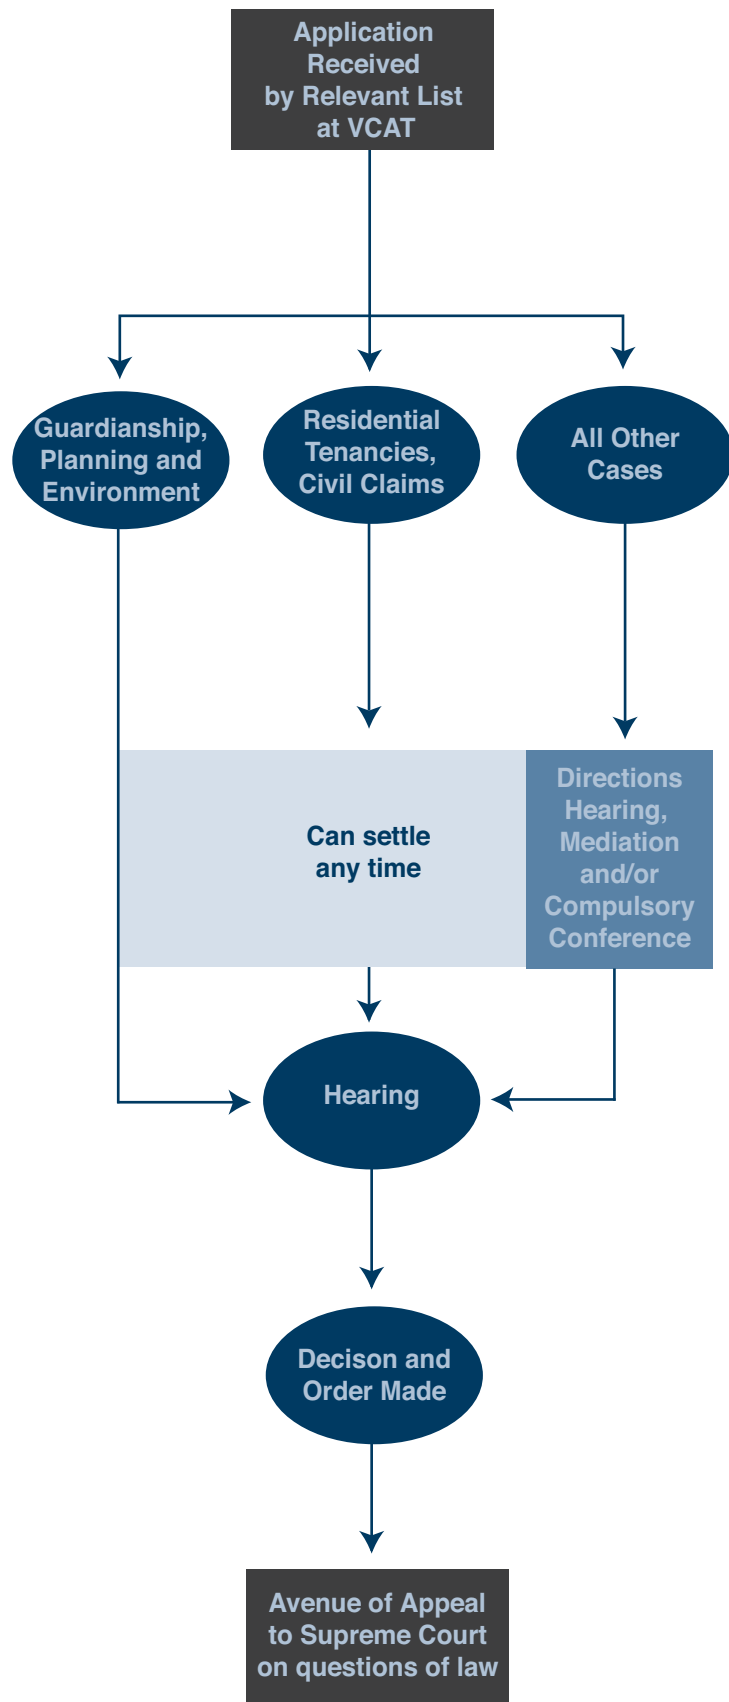 Application
Received
by Relevant List
at VCAT
Guardianship,
Planning and
Environment
Residential
Tenancies,
Civil Claims
All Other
Cases
Can settle
any time
Directions
Hearing,
Mediation
and/or
Compulsory
Conference
Hearing
Decison and
Order Made
Avenue of Appeal
to Supreme Court
on questions of law